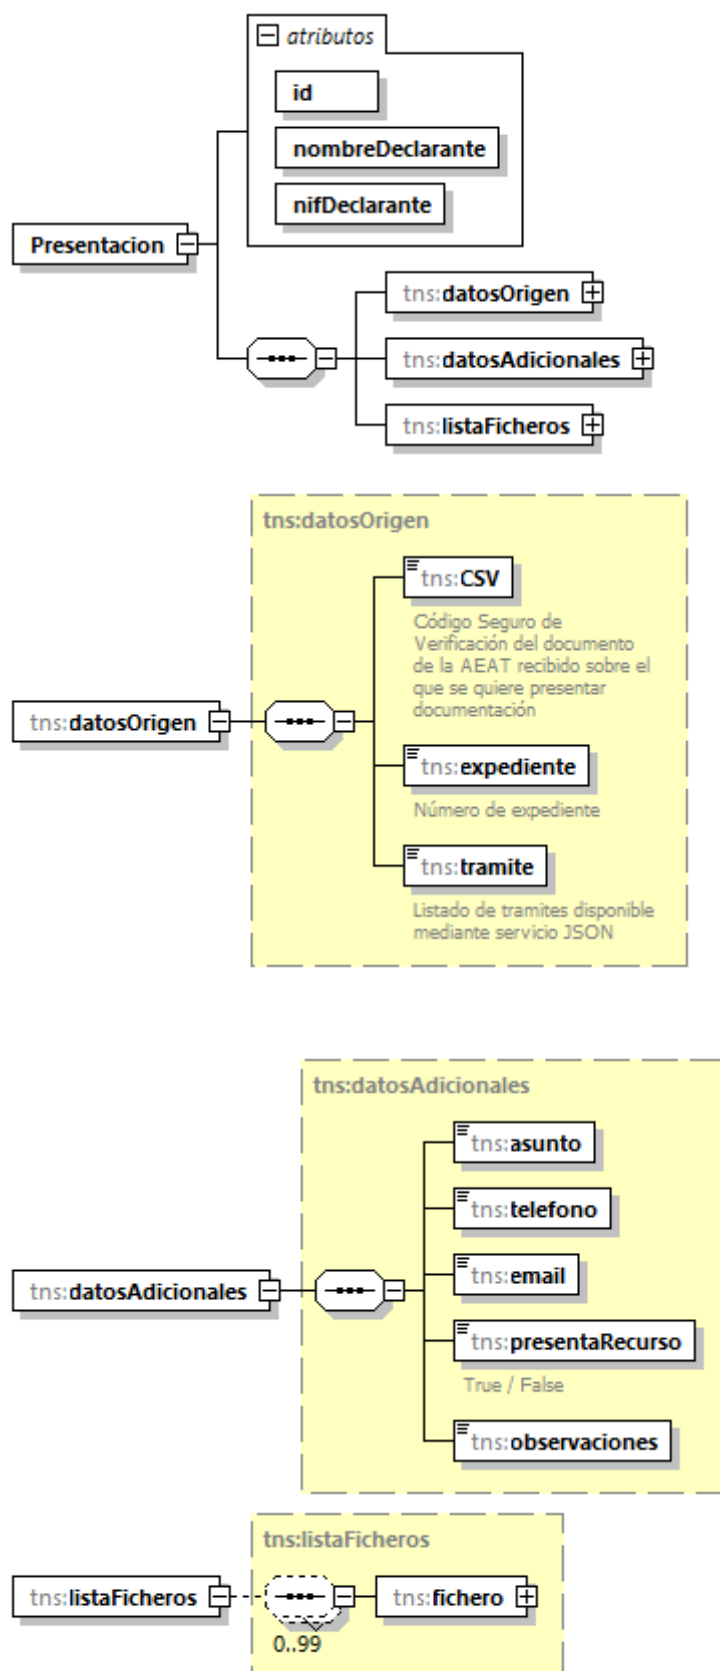 atributos
id
nombreDeclarante
nifDeclarante
Presentacion
tns:datosOrigen
tns:datosAdicionales
tns:listaFicheros
tns:datosOrigen
tns:CSV
Código Seguro de
Verificación del documento
de la AEAT recibido sobre el
que se quiere presentar
documentación
tns:datosOrigen
tns:expediente
Número de expediente
tns:tramite
Listado de tramites disponible
mediante servicio JSON
tns:datosAdicionales
tns:asunto
tns:telefono
tns:email
tns:datosAdicionales
tns:presentaRecurso
True / False
tns:observaciones
tns:listaFicheros
tns:listaFicheros
tns:fichero
0..99